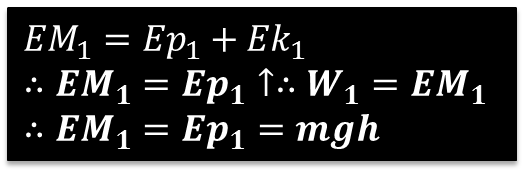 EM₁ = Ep₁ + Ek₁
∴ EM₁ = Ep₁ ↑∴ W₁ = EM₁
∴ EM₁ = Ep₁ = mgh